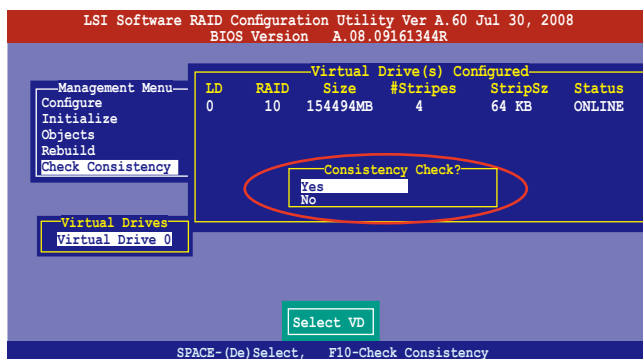 LSI Software RAID Configuration Utility Ver A.60 Jul 30, 2008
BIOS Version A.08.09161344R
Virtual Drive(s) Configured
LD RAID Size #Stripes StripSz Status
0 10 154494MB 4 64 KB ONLINE
Management Menu
Configure
Initialize
Objects
Rebuild
Check Consistency
Consistency Check?
Yes
No
Virtual Drives
Virtual Drive 0
Select VD
SPACE-(De)Select, F10-Check Consistency